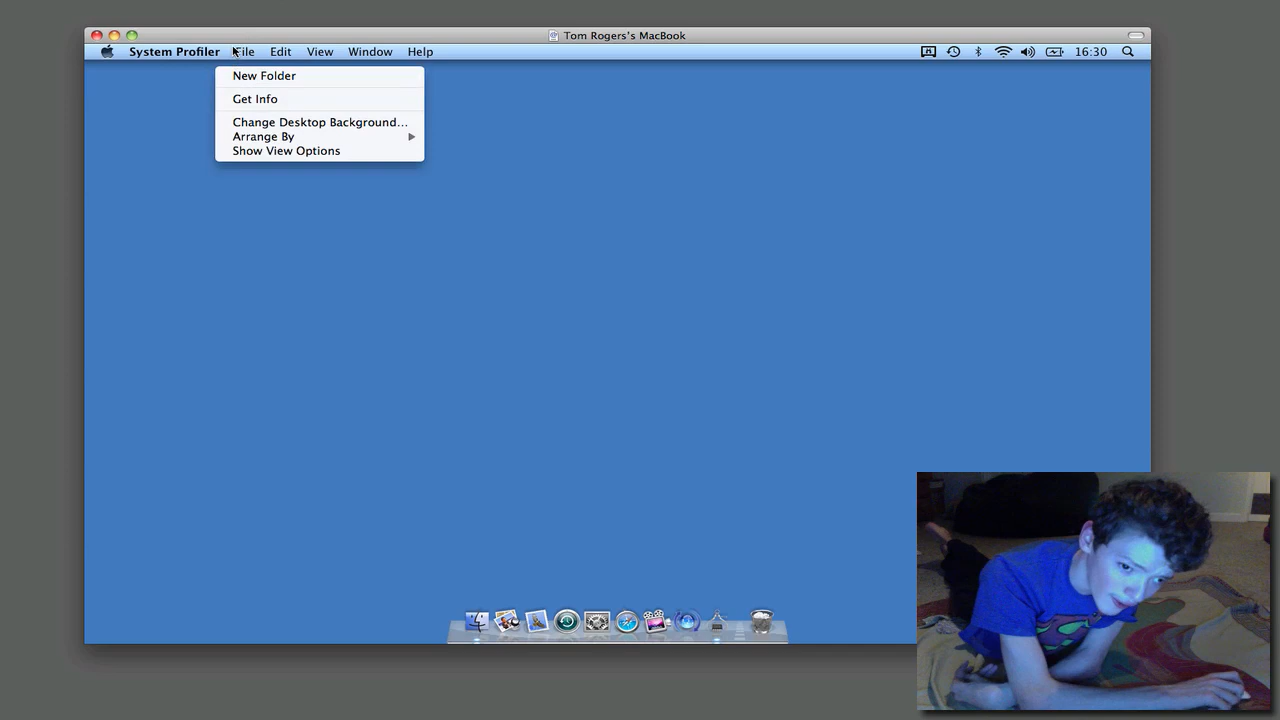 Tom Rogers's MacBook
System Profiler File Edit View Window Help 16:30
New Folder
Get Info
Change Desktop Background...
Arrange By
Show View Options